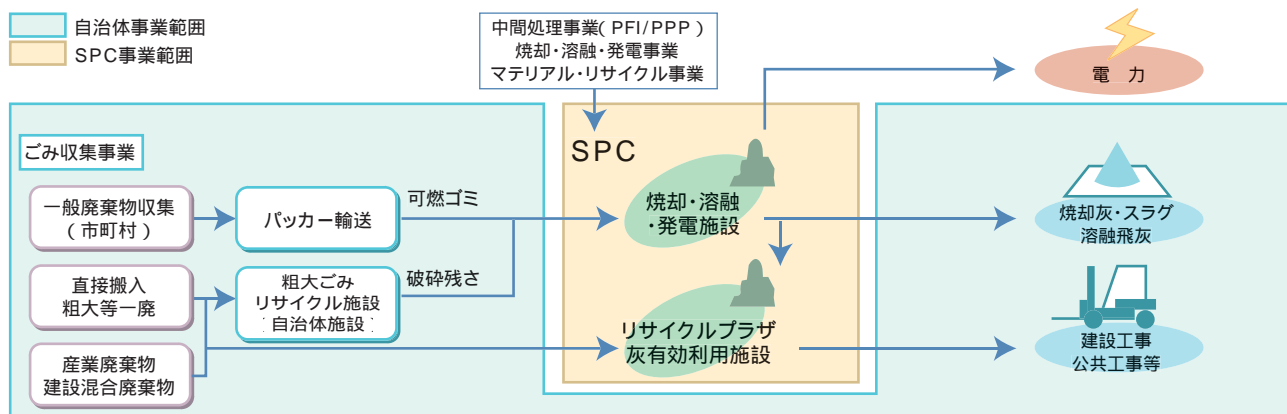 自治体事業範囲
SPC事業範囲
中間処理事業（PFI/PPP）
焼却・溶融・発電事業
マテリアル・リサイクル事業
電 力
ごみ収集事業
SPC
一般廃棄物収集
（市町村）
パッカー輸送
可燃ゴミ
焼却・溶融
・発電施設
焼却灰・スラグ
溶融飛灰
直接搬入
粗大等一廃
粗大ごみ
リサイクル施設
自治体施設
破砕残さ
リサイクルプラザ
灰有効利用施設
建設工事
公共工事等
産業廃棄物
建設混合廃棄物